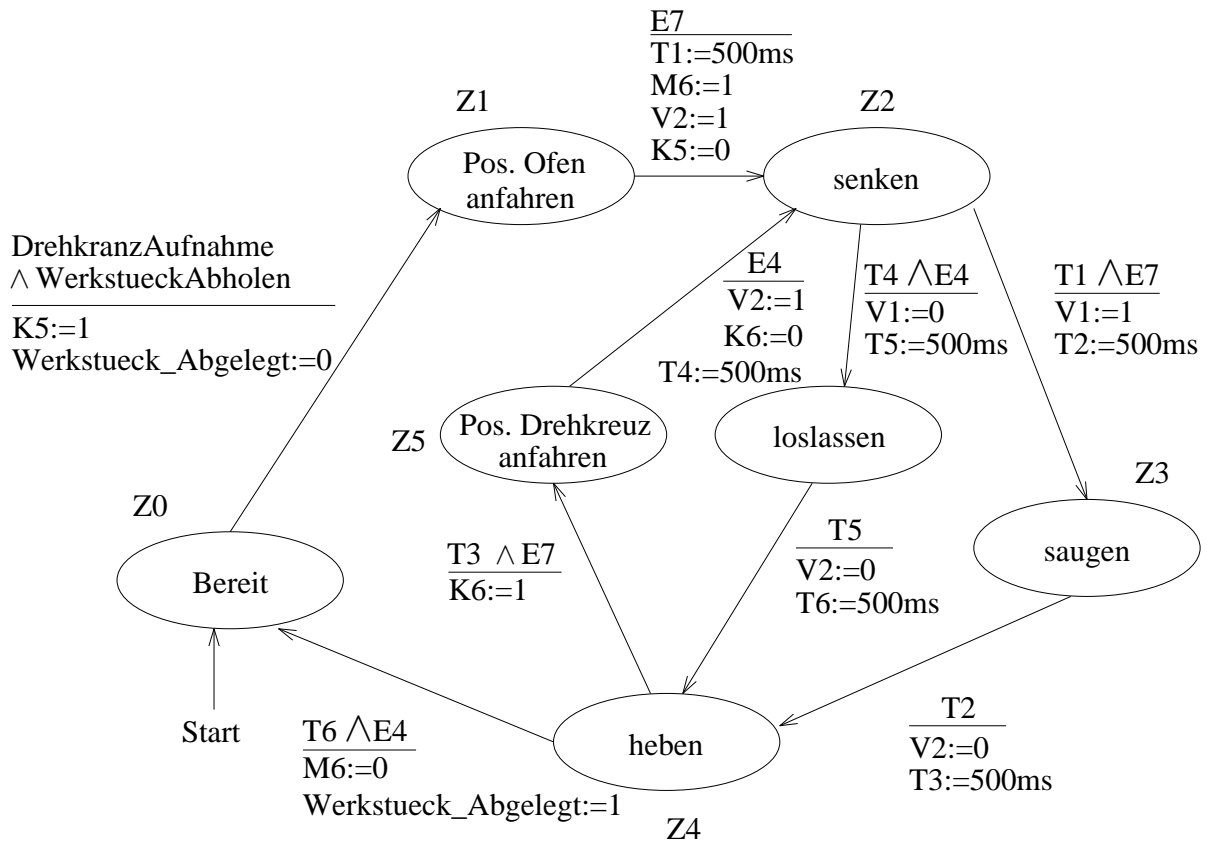 E7
T1:=500ms
M6:=1
V2:=1
K5:=0
Z1
Z2
Pos. Ofen
anfahren
senken
DrehkranzAufnahme
∧ WerkstueckAbholen
K5:=1
Werkstueck_Abgelegt:=0
E4
V2:=1
K6:=0
T4:=500ms
T4 ∧E4
V1:=0
T5:=500ms
T1 ∧E7
V1:=1
T2:=500ms
Z5
Pos. Drehkreuz
anfahren
loslassen
Z3
saugen
Z0
Bereit
T3 ∧ E7
K6:=1
T5
V2:=0
T6:=500ms
Start
T6 ∧E4
M6:=0
Werkstueck_Abgelegt:=1
heben
Z4
T2
V2:=0
T3:=500ms